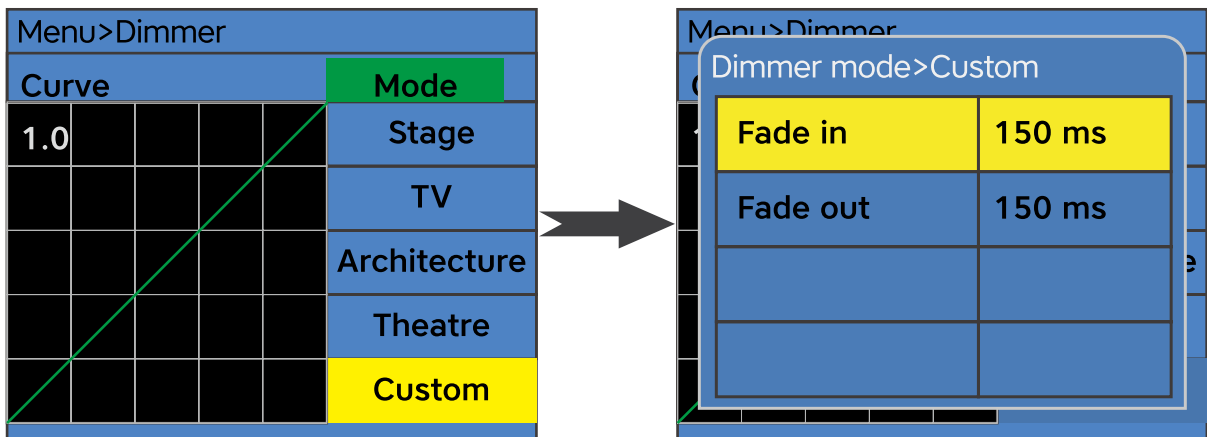 Menu>Dimmer
Curve Mode
1.0 Stage
TV
Architecture
Theatre
Custom
Menu>Dimmer
Dimmer mode>Custom
Fade in 150 ms
Fade out 150 ms